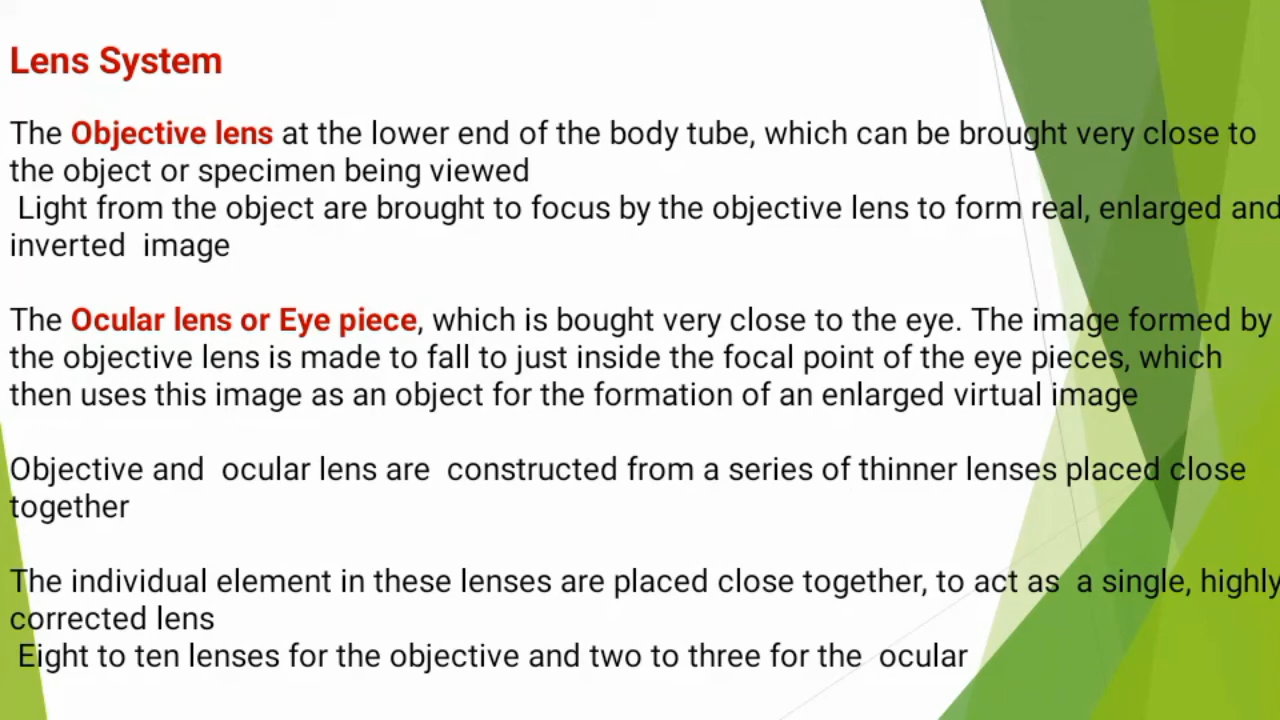 Lens System
The Objective lens at the lower end of the body tube, which can be brought very close to
the object or specimen being viewed
Light from the object are brought to focus by the objective lens to form real, enlarged and
inverted image
The Ocular lens or Eye piece, which is bought very close to the eye. The image formed by
the objective lens is made to fall to just inside the focal point of the eye pieces, which
then uses this image as an object for the formation of an enlarged virtual image
Objective and ocular lens are constructed from a series of thinner lenses placed close
together
The individual element in these lenses are placed close together, to act as a single, highly
corrected lens
Eight to ten lenses for the objective and two to three for the ocular